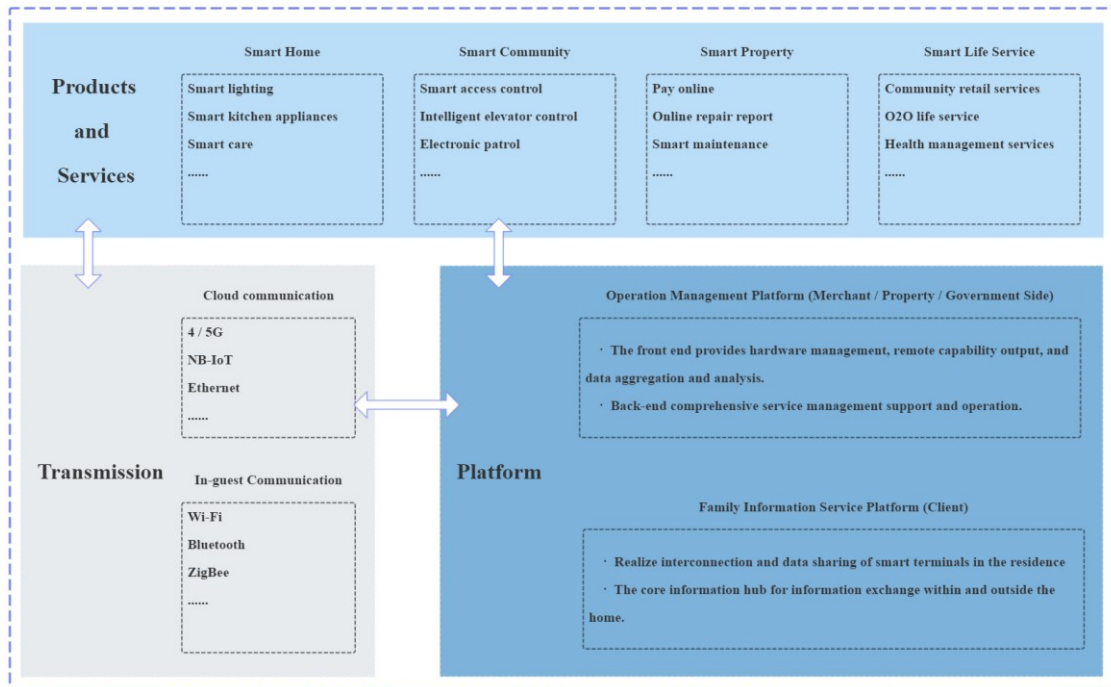 Products
and
Services
Smart Home
Smart lighting
Smart kitchen appliances
Smart care
......
Smart Community
Smart access control
Intelligent elevator control
Electronic patrol
......
Smart Property
Pay online
Online repair report
Smart maintenance
......
Smart Life Service
Community retail services
O2O life service
Health management services
......
Transmission
Cloud communication
4 / 5G
NB-IoT
Ethernet
......
In-guest Communication
Wi-Fi
Bluetooth
ZigBee
......
Platform
Operation Management Platform (Merchant / Property / Government Side)
· The front end provides hardware management, remote capability output, and
data aggregation and analysis.
· Back-end comprehensive service management support and operation.
Family Information Service Platform (Client)
· Realize interconnection and data sharing of smart terminals in the residence
· The core information hub for information exchange within and outside the
home.